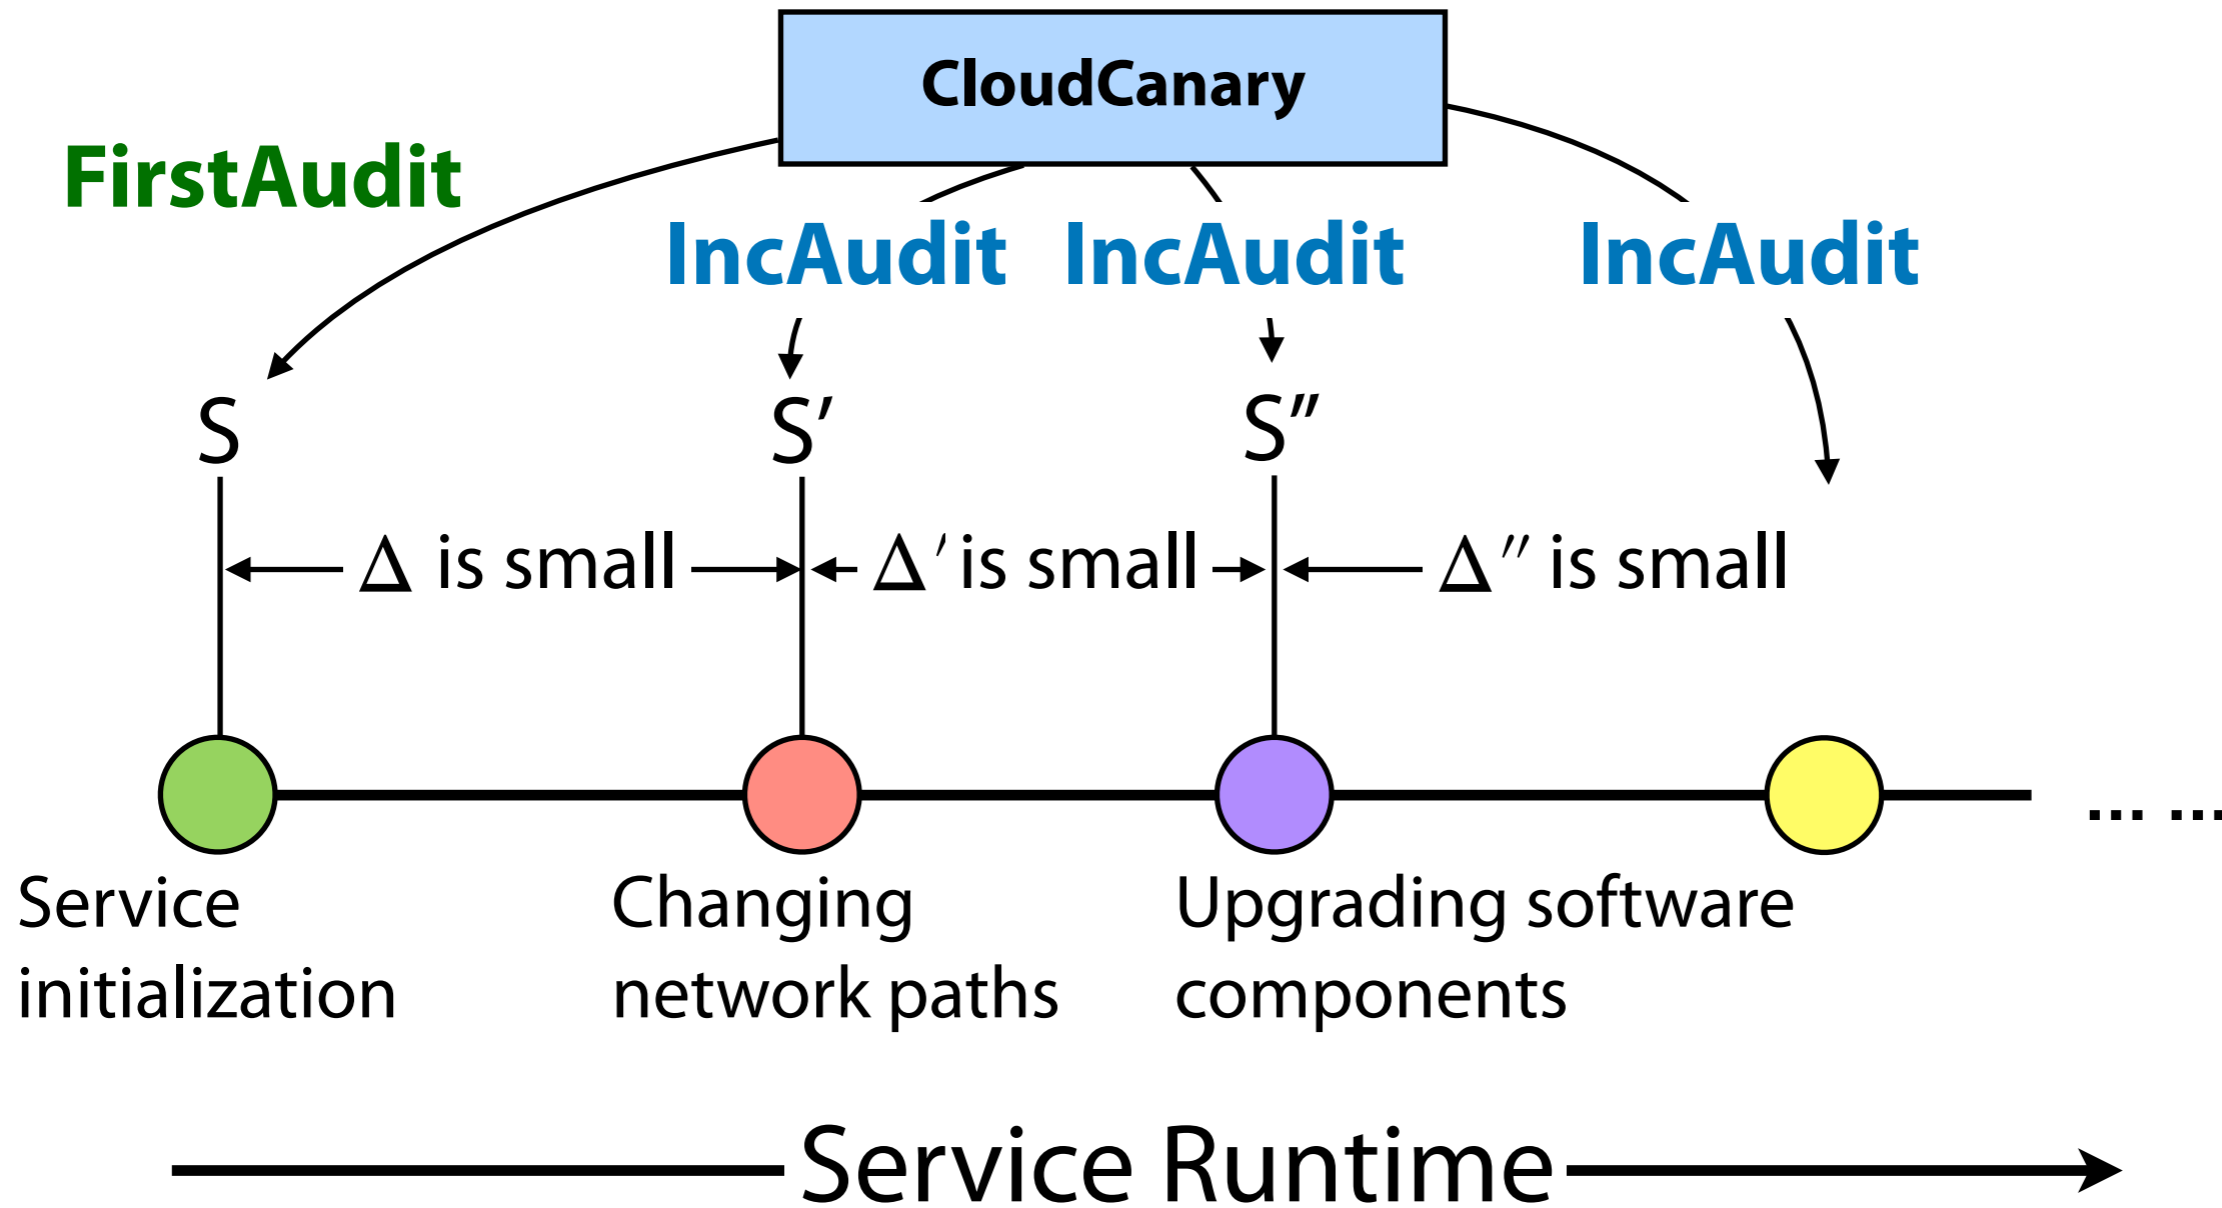 CloudCanary
FirstAudit
IncAudit IncAudit IncAudit
S S′ S″
Δ is small Δ′ is small Δ″ is small
... ...
Service Changing Upgrading software
initialization network paths components
Service Runtime